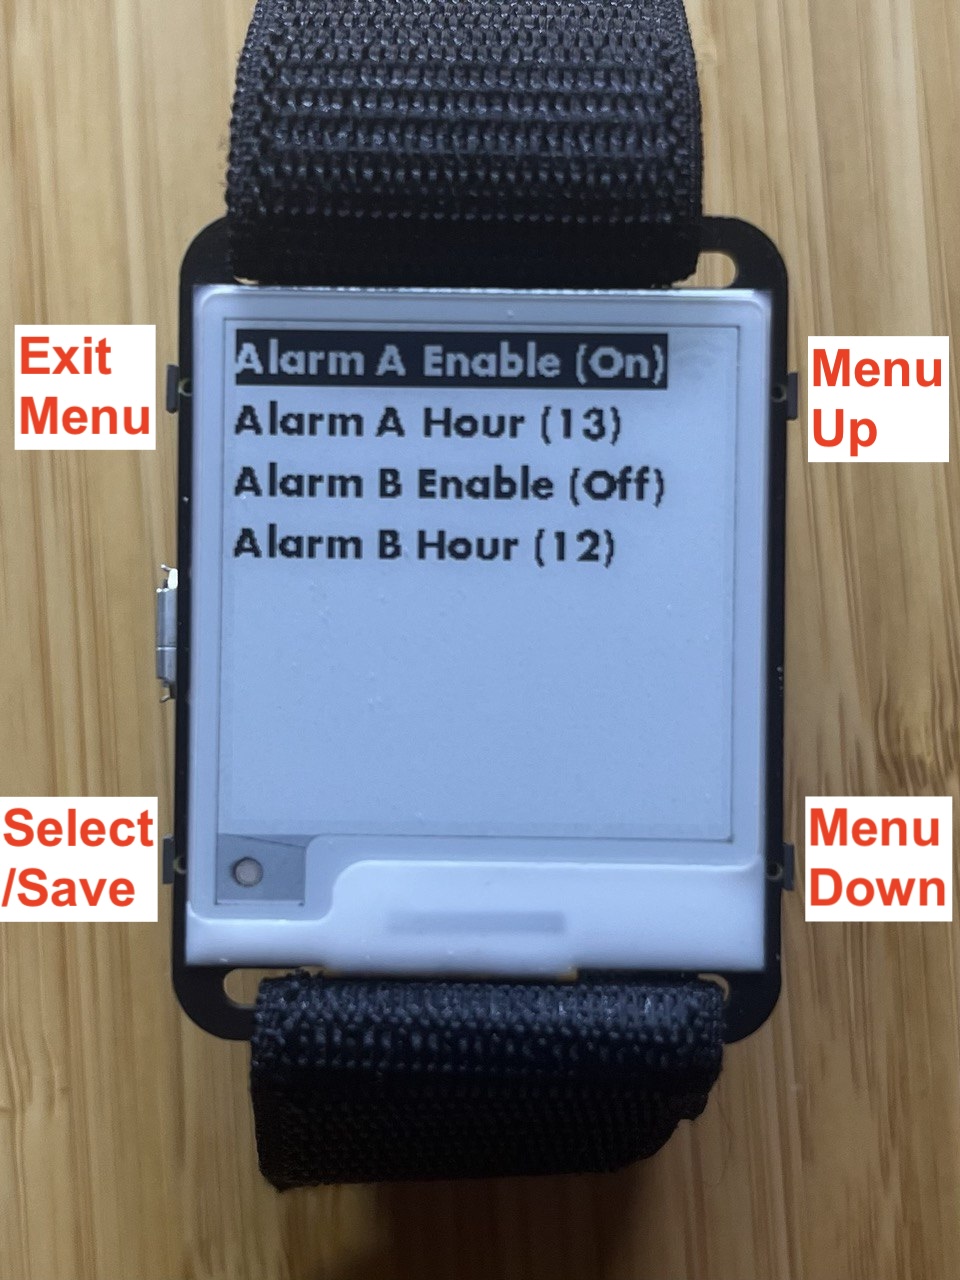 Exit
Menu
Menu
Up
Alarm A Enable (On)
Alarm A Hour (13)
Alarm B Enable (Off)
Alarm B Hour (12)
Select
/Save
Menu
Down